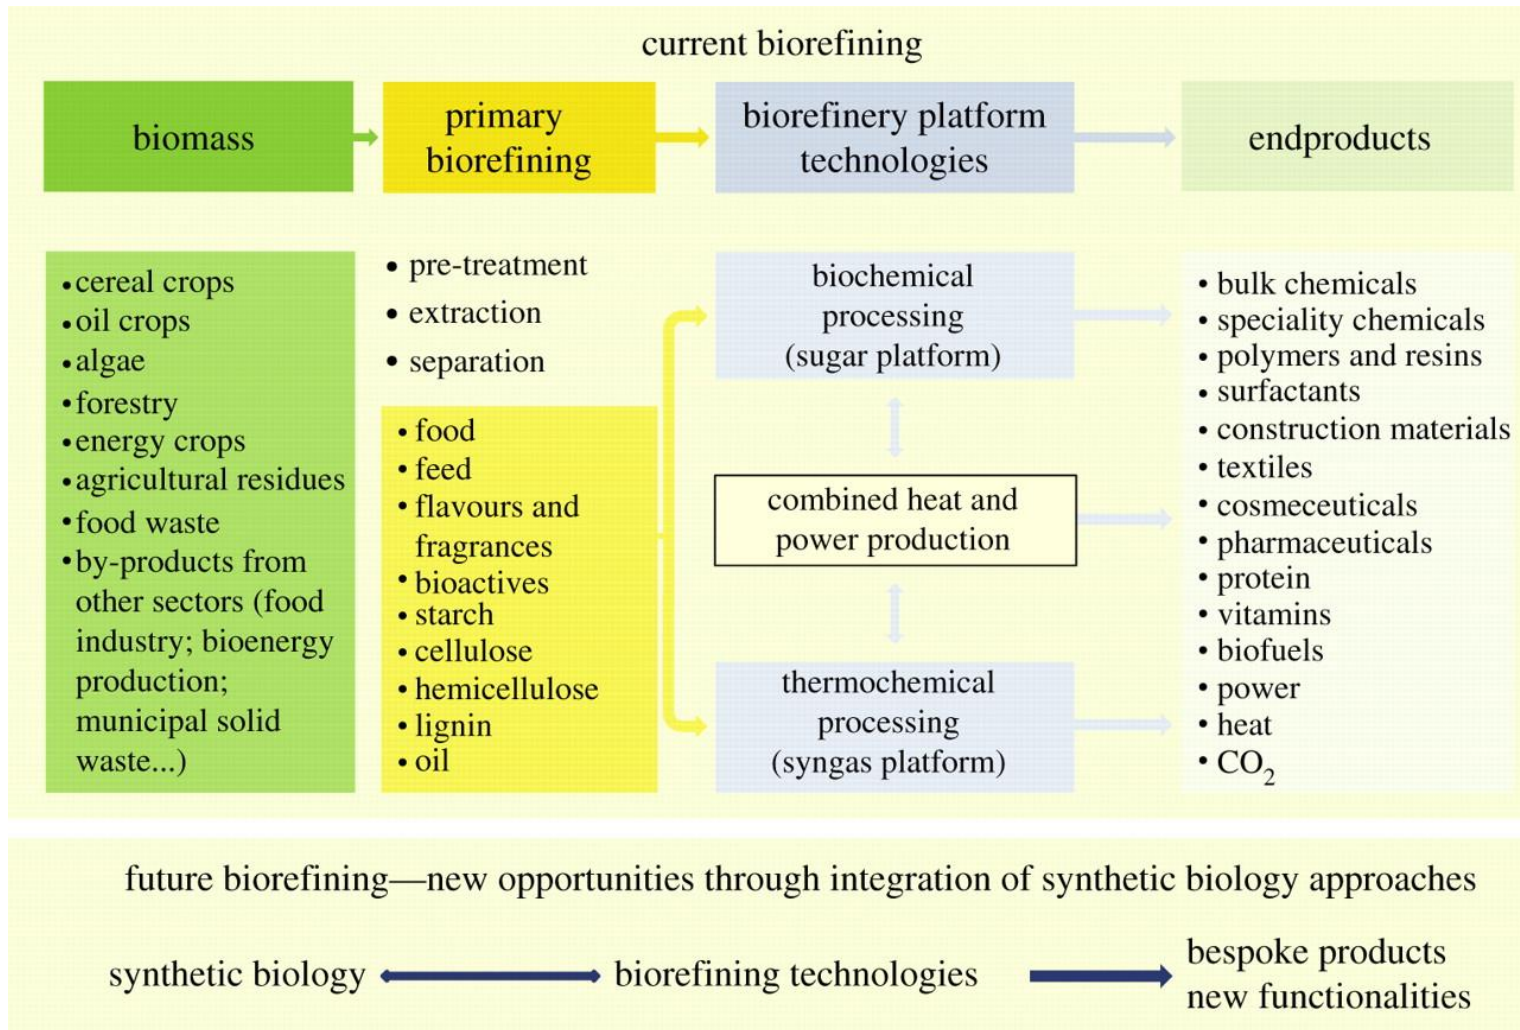 current biorefining
biomass
primary
biorefining
biorefinery platform
technologies
endproducts
•cereal crops
•oil crops
•algae
•forestry
•energy crops
•agricultural residues
•food waste
•by-products from
other sectors (food
industry; bioenergy
production;
municipal solid
waste...)
• pre-treatment
• extraction
• separation
• food
• feed
• flavours and
fragrances
• bioactives
• starch
• cellulose
• hemicellulose
• lignin
• oil
biochemical
processing
(sugar platform)
combined heat and
power production
thermochemical
processing
(syngas platform)
• bulk chemicals
• speciality chemicals
• polymers and resins
• surfactants
• construction materials
• textiles
• cosmeceuticals
• pharmaceuticals
• protein
• vitamins
• biofuels
• power
• heat
• CO2
future biorefining—new opportunities through integration of synthetic biology approaches
synthetic biology
biorefining technologies
bespoke products
new functionalities